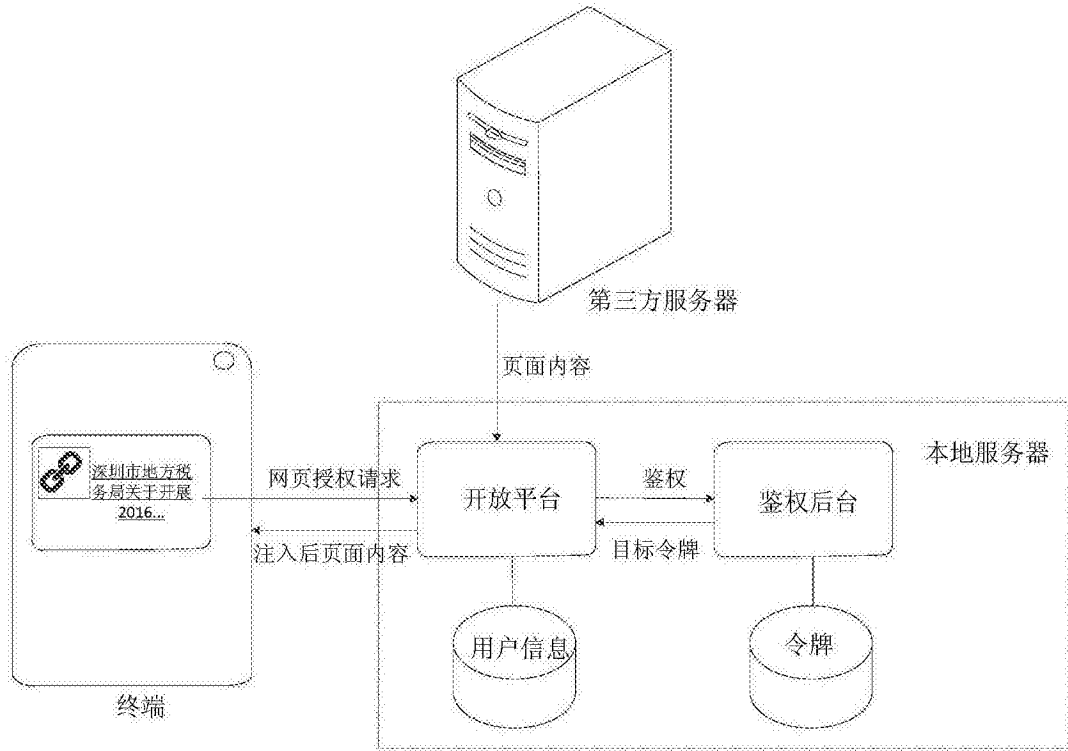 第三方服务器
页面内容
本地服务器
深圳市地方税
务局关于开展
2016...
网页授权请求
开放平台
鉴权
鉴权后台
注入后页面内容
目标令牌
用户信息
令牌
终端